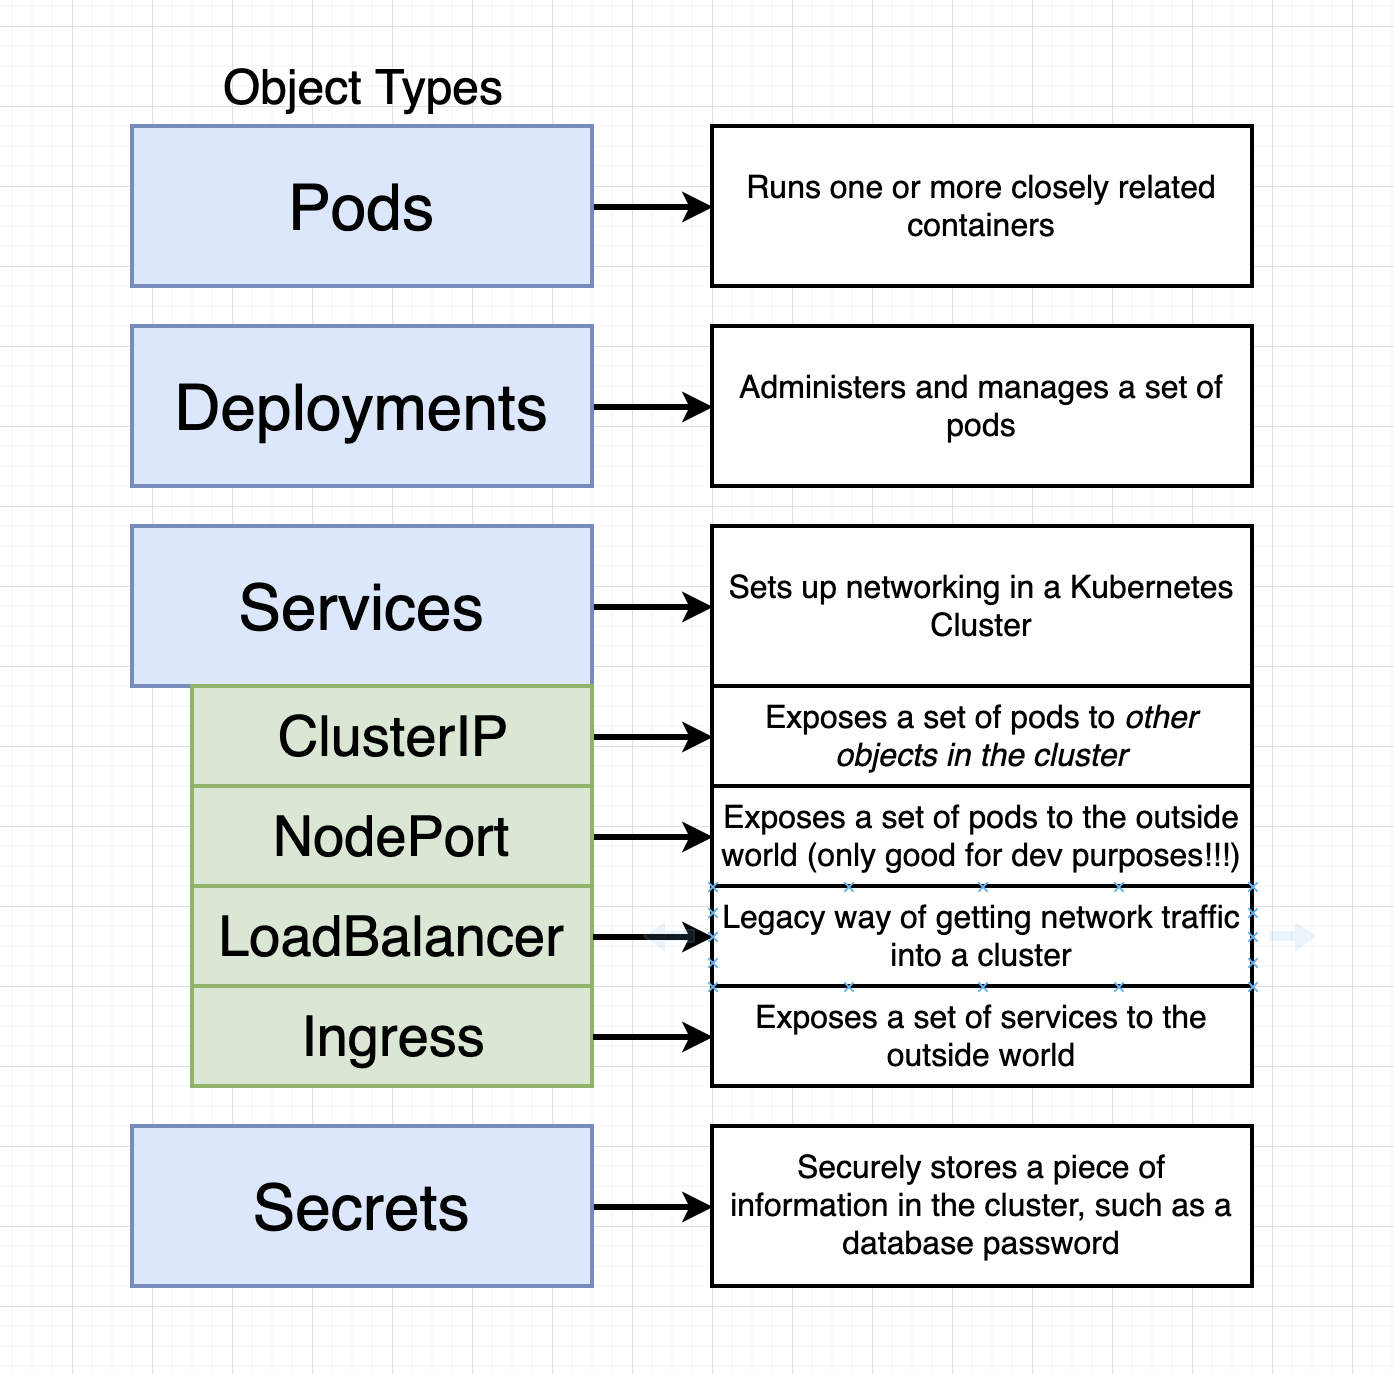 Object Types
Pods
Runs one or more closely related
containers
Deployments
Administers and manages a set of
pods
Services
Sets up networking in a Kubernetes
Cluster
ClusterIP
Exposes a set of pods to other
objects in the cluster
NodePort
Exposes a set of pods to the outside
world (only good for dev purposes!!!)
LoadBalancer
Legacy way of getting network traffic
into a cluster
Ingress
Exposes a set of services to the
outside world
Secrets
Securely stores a piece of
information in the cluster, such as a
database password